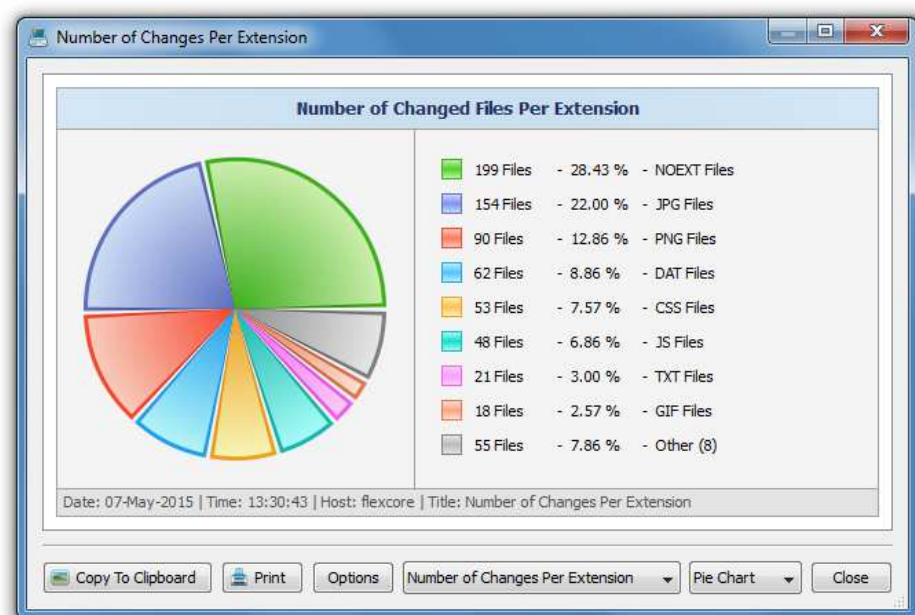 Number of Changes Per Extension
Number of Changed Files Per Extension
199 Files - 28.43 % - NOEXT Files
154 Files - 22.00 % - JPG Files
90 Files - 12.86 % - PNG Files
62 Files - 8.86 % - DAT Files
53 Files - 7.57 % - CSS Files
48 Files - 6.86 % - JS Files
21 Files - 3.00 % - TXT Files
18 Files - 2.57 % - GIF Files
55 Files - 7.86 % - Other (8)
Date: 07-May-2015 | Time: 13:30:43 | Host: flexcore | Title: Number of Changes Per Extension
Copy To Clipboard Print Options Number of Changes Per Extension Pie Chart Close